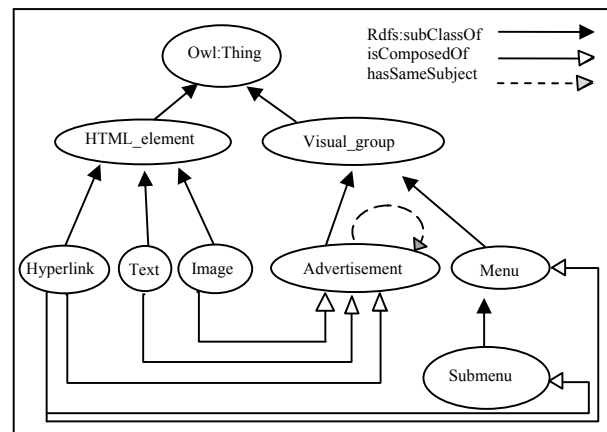 Rdfs:subClassOf
isComposedOf
hasSameSubject
Owl:Thing
HTML_element
Visual_group
Hyperlink
Text
Image
Advertisement
Menu
Submenu